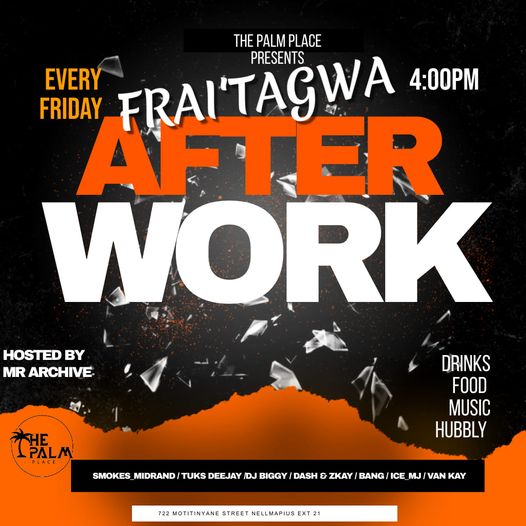 THE PALM PLACE
PRESENTS
EVERY
FRIDAY
FRAI'TAGWA
4:00PM
AFTER
WORK
HOSTED BY
MR ARCHIVE
DRINKS
FOOD
MUSIC
HUBBLY
THE
PALM
PLACE
SMOKES_MIDRAND / TUKS DEEJAY /DJ BIGGY / DASH & ZKAY / BANG / ICE_MJ / VAN KAY
722 MOTITINYANE STREET NELLMAPIUS EXT 21